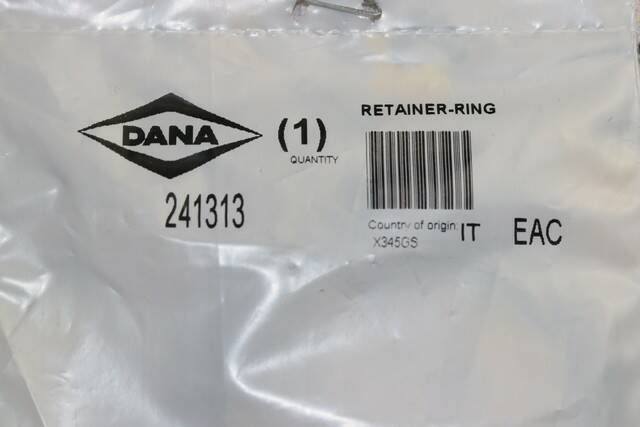 DANA
(1)
QUANTITY
241313
RETAINER-RING
Country of origin: IT
X345GS
EAC